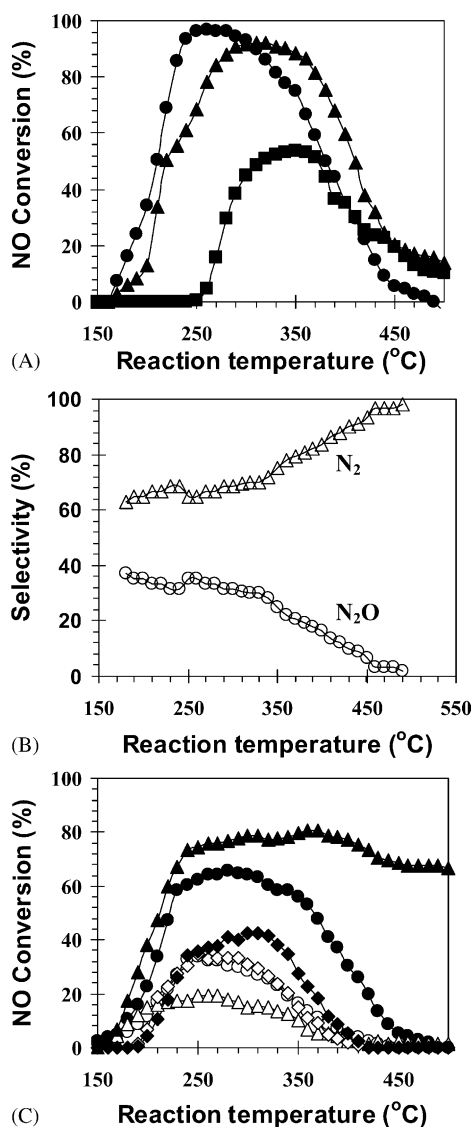 NO Conversion (%)
100
80
60
40
20
0
150 250 350 450
(A) Reaction temperature (°C)
Selectivity (%)
100
80
60
40
20
0
N₂
N₂O
150 250 350 450 550
(B) Reaction temperature (°C)
NO Conversion (%)
100
80
60
40
20
0
150 250 350 450
(C) Reaction temperature (°C)